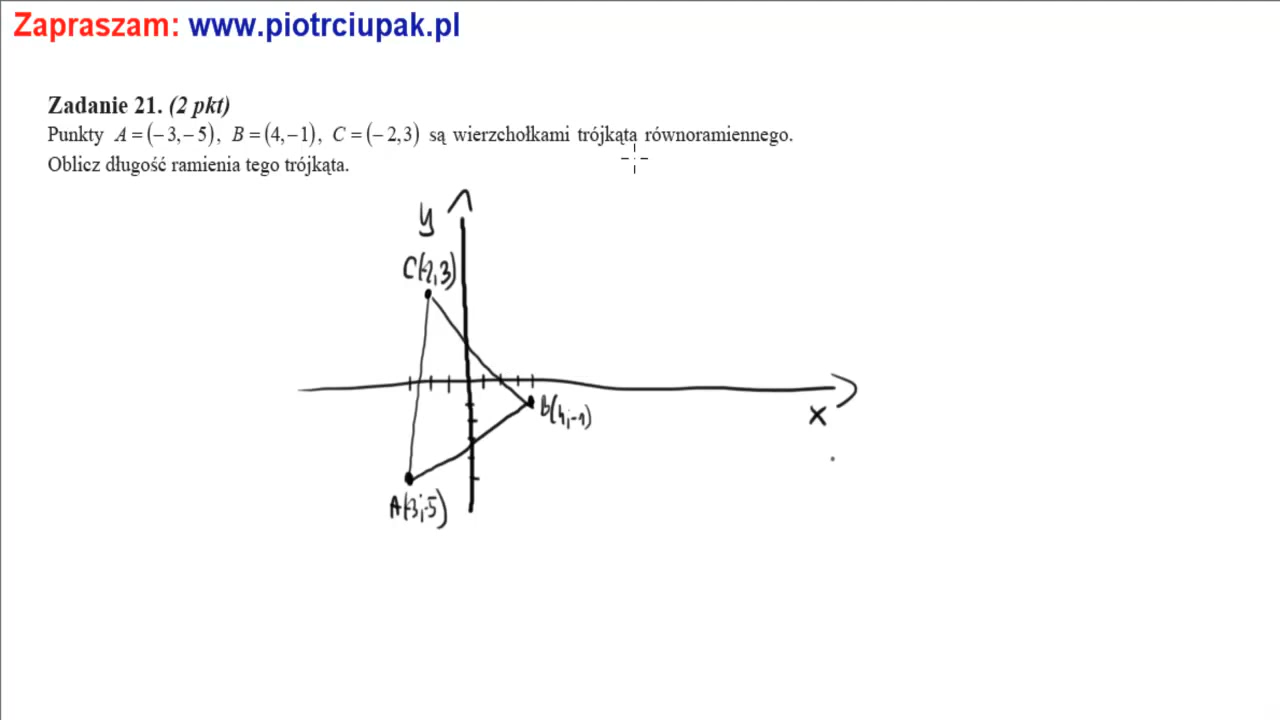 Zapraszam: www.piotrciupak.pl
Zadanie 21. (2 pkt)
Punkty A=(−3,−5), B=(4,−1), C=(−2,3) są wierzchołkami trójkąta równoramiennego.
Oblicz długość ramienia tego trójkąta.
y
C(-2,3)
B(4,-1)
x
A(-3,-5)